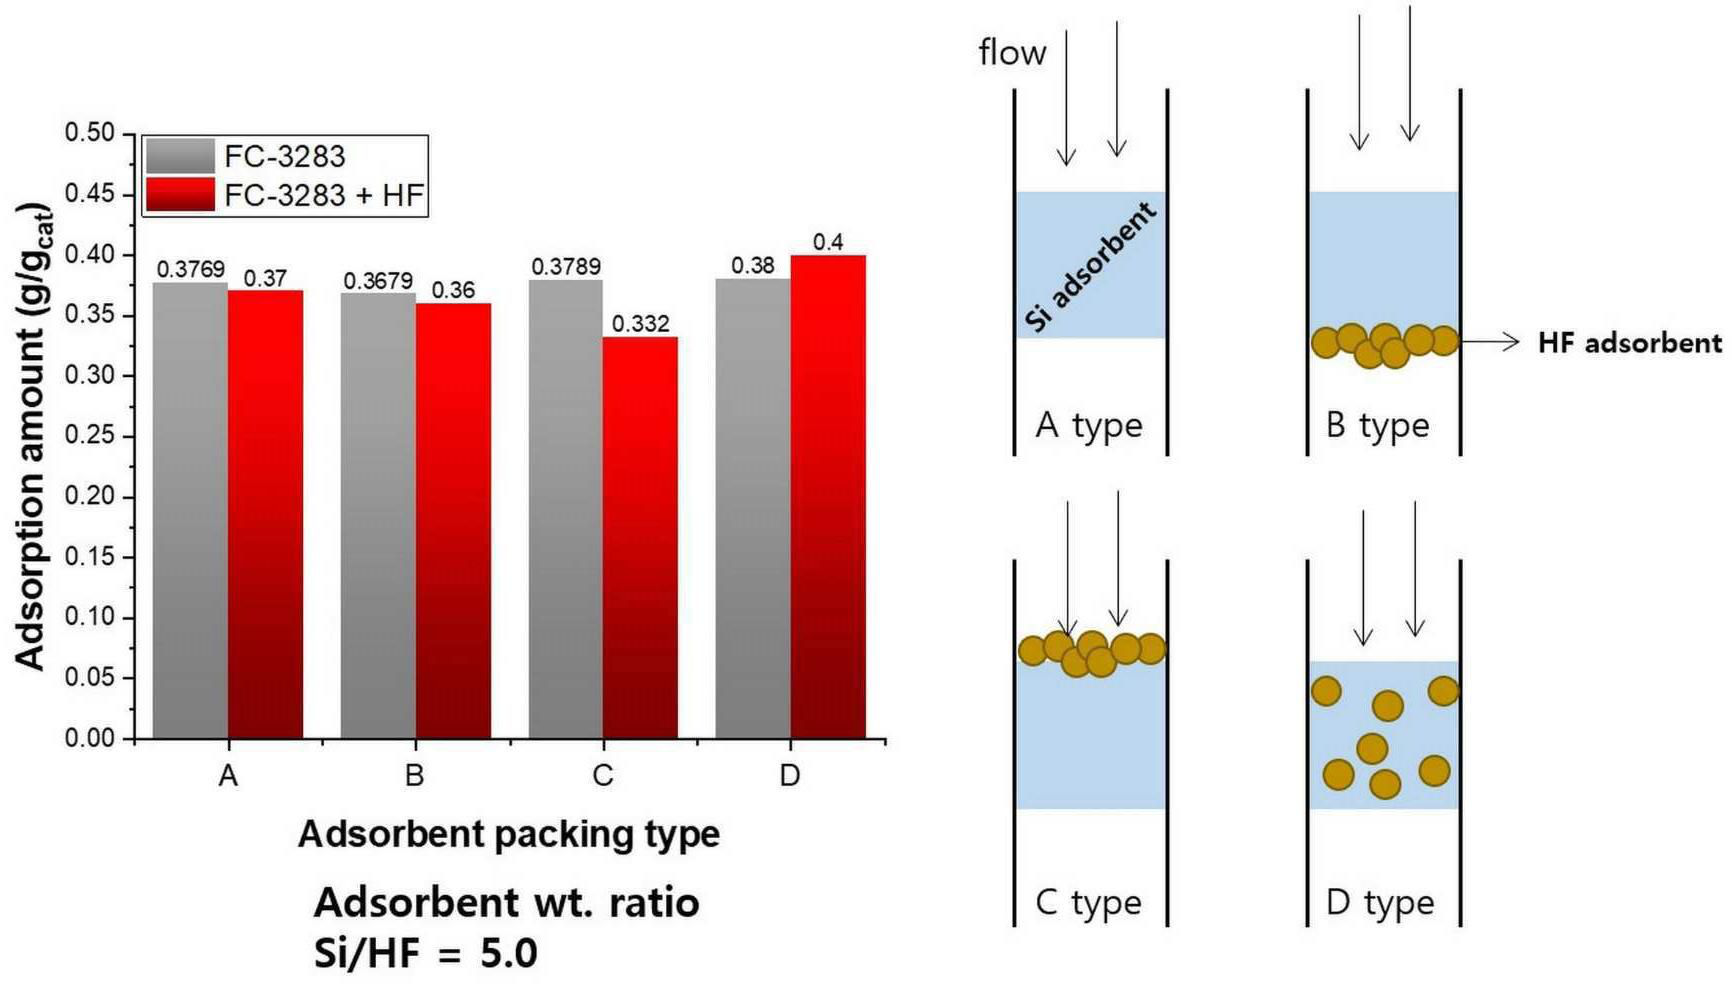 0.50
0.45
0.40
0.35
0.30
0.25
0.20
0.15
0.10
0.05
0.00
Adsorption amount (g/gcat)
FC-3283
FC-3283 + HF
0.3769
0.37
0.3679
0.36
0.3789
0.332
0.38
0.4
A
B
C
D
Adsorbent packing type
Adsorbent wt. ratio
Si/HF = 5.0
flow
Si adsorbent
A type
HF adsorbent
B type
C type
D type